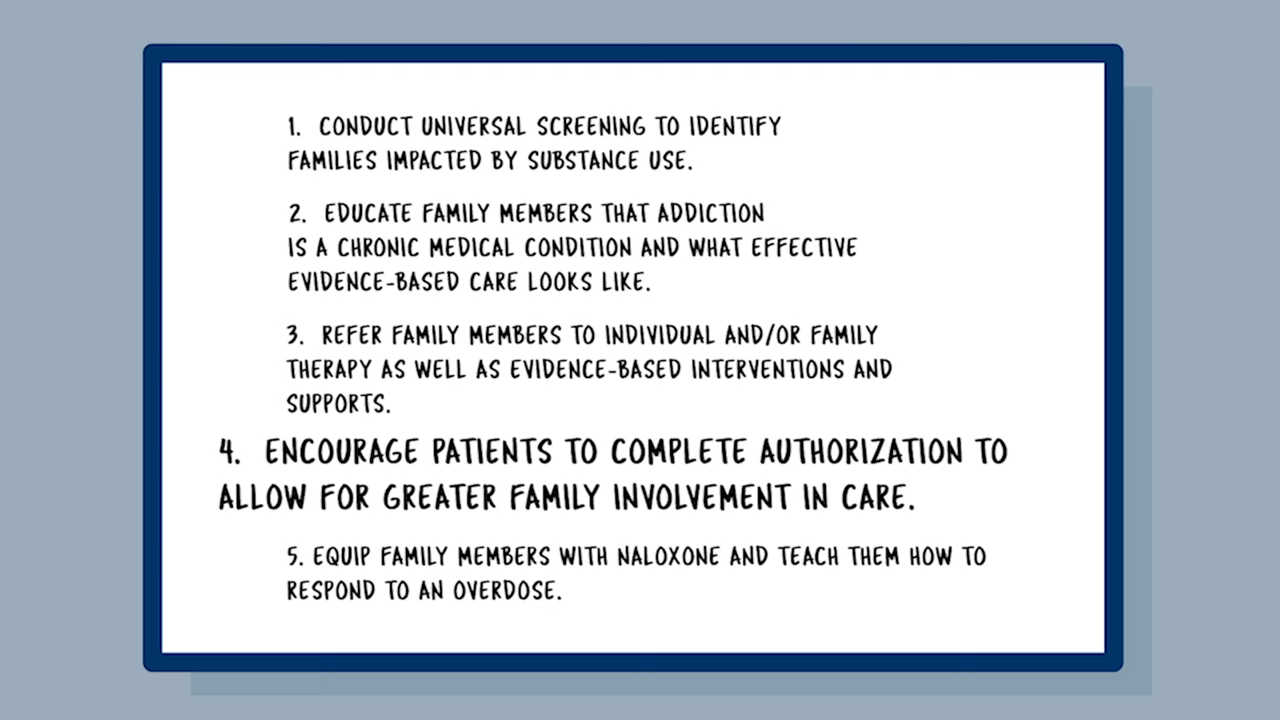 1. CONDUCT UNIVERSAL SCREENING TO IDENTIFY
FAMILIES IMPACTED BY SUBSTANCE USE.
2. EDUCATE FAMILY MEMBERS THAT ADDICTION
IS A CHRONIC MEDICAL CONDITION AND WHAT EFFECTIVE
EVIDENCE-BASED CARE LOOKS LIKE.
3. REFER FAMILY MEMBERS TO INDIVIDUAL AND/OR FAMILY
THERAPY AS WELL AS EVIDENCE-BASED INTERVENTIONS AND
SUPPORTS.
4. ENCOURAGE PATIENTS TO COMPLETE AUTHORIZATION TO
ALLOW FOR GREATER FAMILY INVOLVEMENT IN CARE.
5. EQUIP FAMILY MEMBERS WITH NALOXONE AND TEACH THEM HOW TO
RESPOND TO AN OVERDOSE.